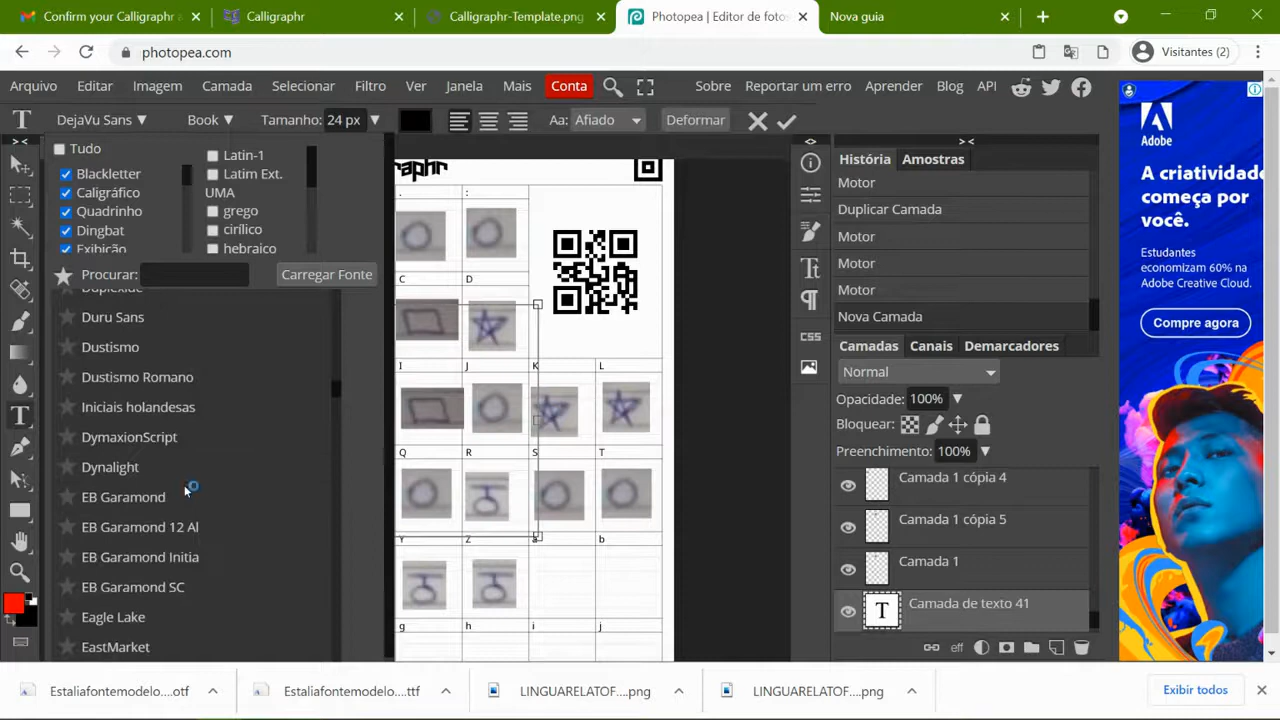 Confirm your Calligraphr a
Calligraphr
Calligraphr-Template.png
Photopea | Editor de foto
Nova guia
photopea.com
Visitantes (2)
Arquivo Editar Imagem Camada Selecionar Filtro Ver Janela Mais Conta Sobre Reportar um erro Aprender Blog API
DejaVu Sans BOOK Tamanho: 24 px Aa: Afiado Deformar
Tudo
Blackletter
Caligráfico
Quadrinho
Dingbat
Exibição
Latin-1
Latim Ext.
UMA
grego
cirílico
hebraico
Procurar: Carregar Fonte
Duplexide
Duru Sans
Dustismo
Dustismo Romano
Iniciais holandesas
DymaxionScript
Dynalight
EB Garamond
EB Garamond 12 Al
EB Garamond Initia
EB Garamond SC
Eagle Lake
EastMarket
graphr
. :
C D
I J K L
Q R S T
Y Z a b
g h i j
CSS
História Amostras
Motor
Duplicar Camada
Motor
Motor
Motor
Nova Camada
Camadas Canais Demarcadores
Normal
Opacidade: 100%
Bloquear:
Preenchimento: 100%
Camada 1 cópia 4
Camada 1 cópia 5
Camada 1
T Camada de texto 41
eff
Adobe
A criatividad
começa por
você.
Estudantes
economizam 60% na
Adobe Creative Cloud.
Compre agora
Estaliafontemodelo....otf
Estaliafontemodelo....ttf
LINGUARELATOF....png
LINGUARELATOF....png
Exibir todos